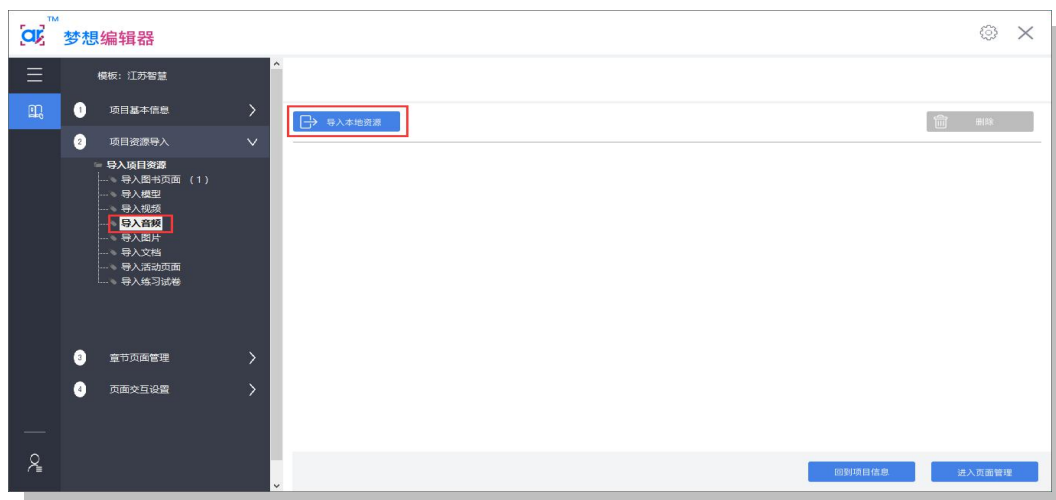 ar TM
梦想编辑器
模板：江苏智慧
1 项目基本信息
2 项目资源导入
导入项目资源
导入图书页面 （1）
导入模型
导入视频
导入音频
导入图片
导入文档
导入活动页面
导入练习试卷
3 章节页面管理
4 页面交互设置
导入本地资源
删除
回到项目信息
进入页面管理